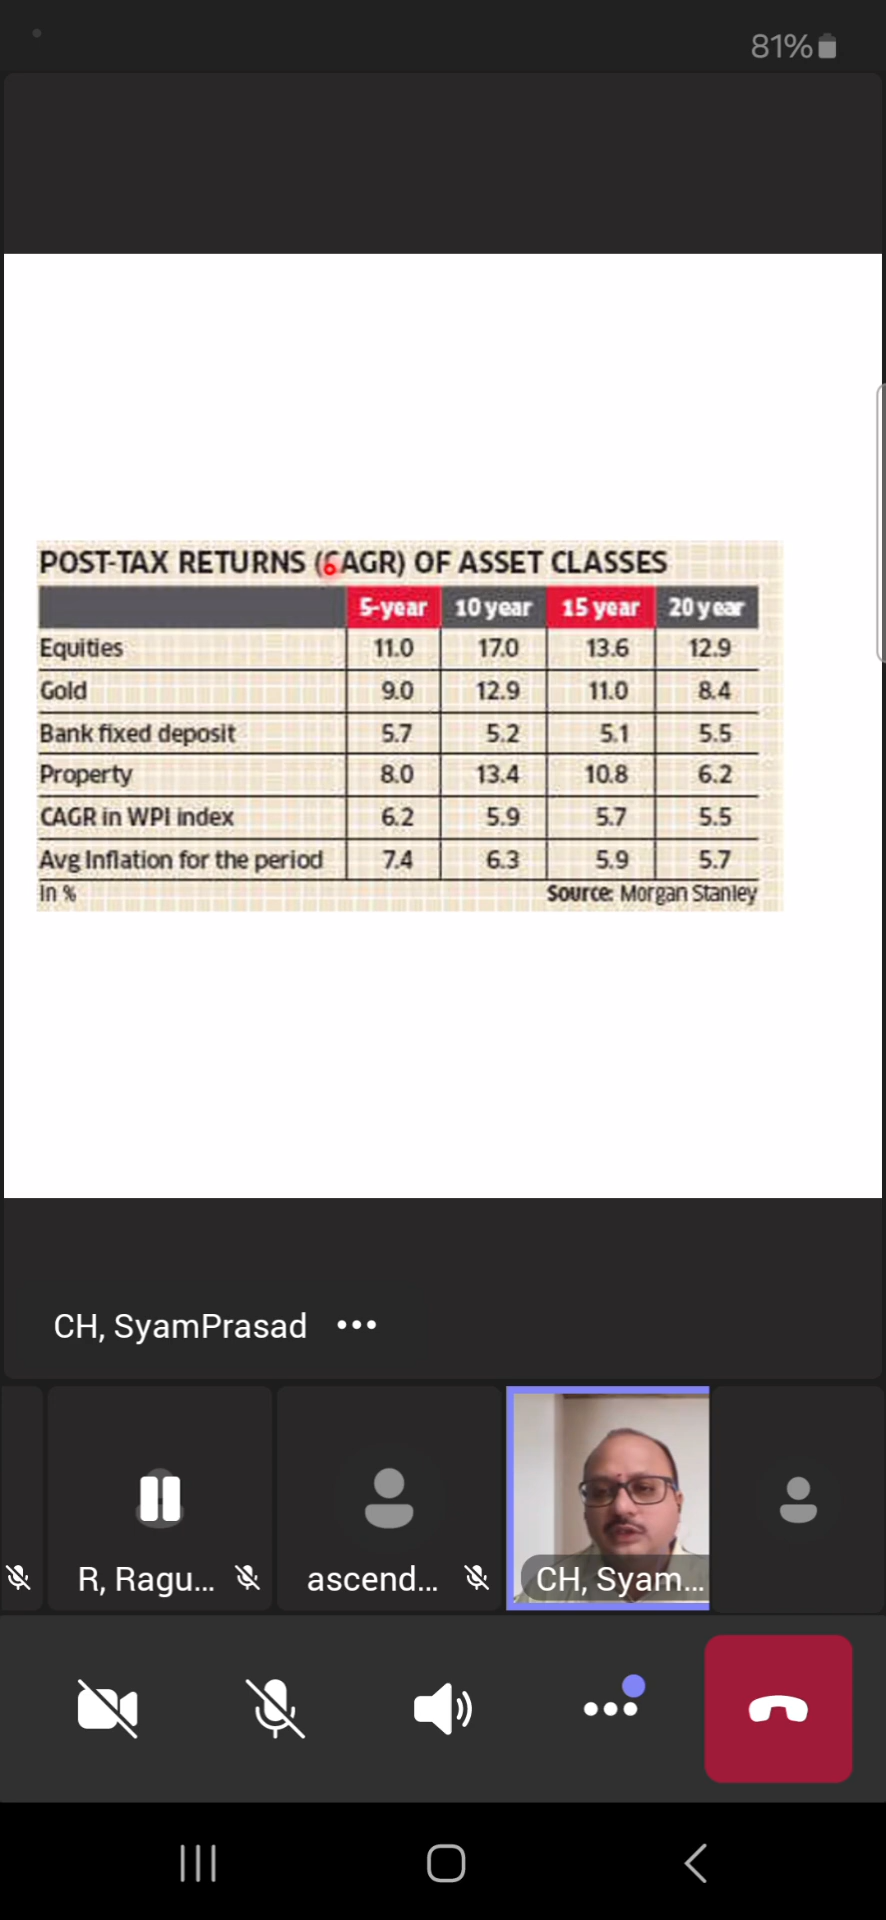 81%
POST-TAX RETURNS (CAGR) OF ASSET CLASSES
5-year 10 year 15 year 20 year
Equities 11.0 17.0 13.6 12.9
Gold 9.0 12.9 11.0 8.4
Bank fixed deposit 5.7 5.2 5.1 5.5
Property 8.0 13.4 10.8 6.2
CAGR in WPI index 6.2 5.9 5.7 5.5
Avg Inflation for the period 7.4 6.3 5.9 5.7
In % Source: Morgan Stanley
CH, SyamPrasad
R, Ragu... ascend... CH, Syam...